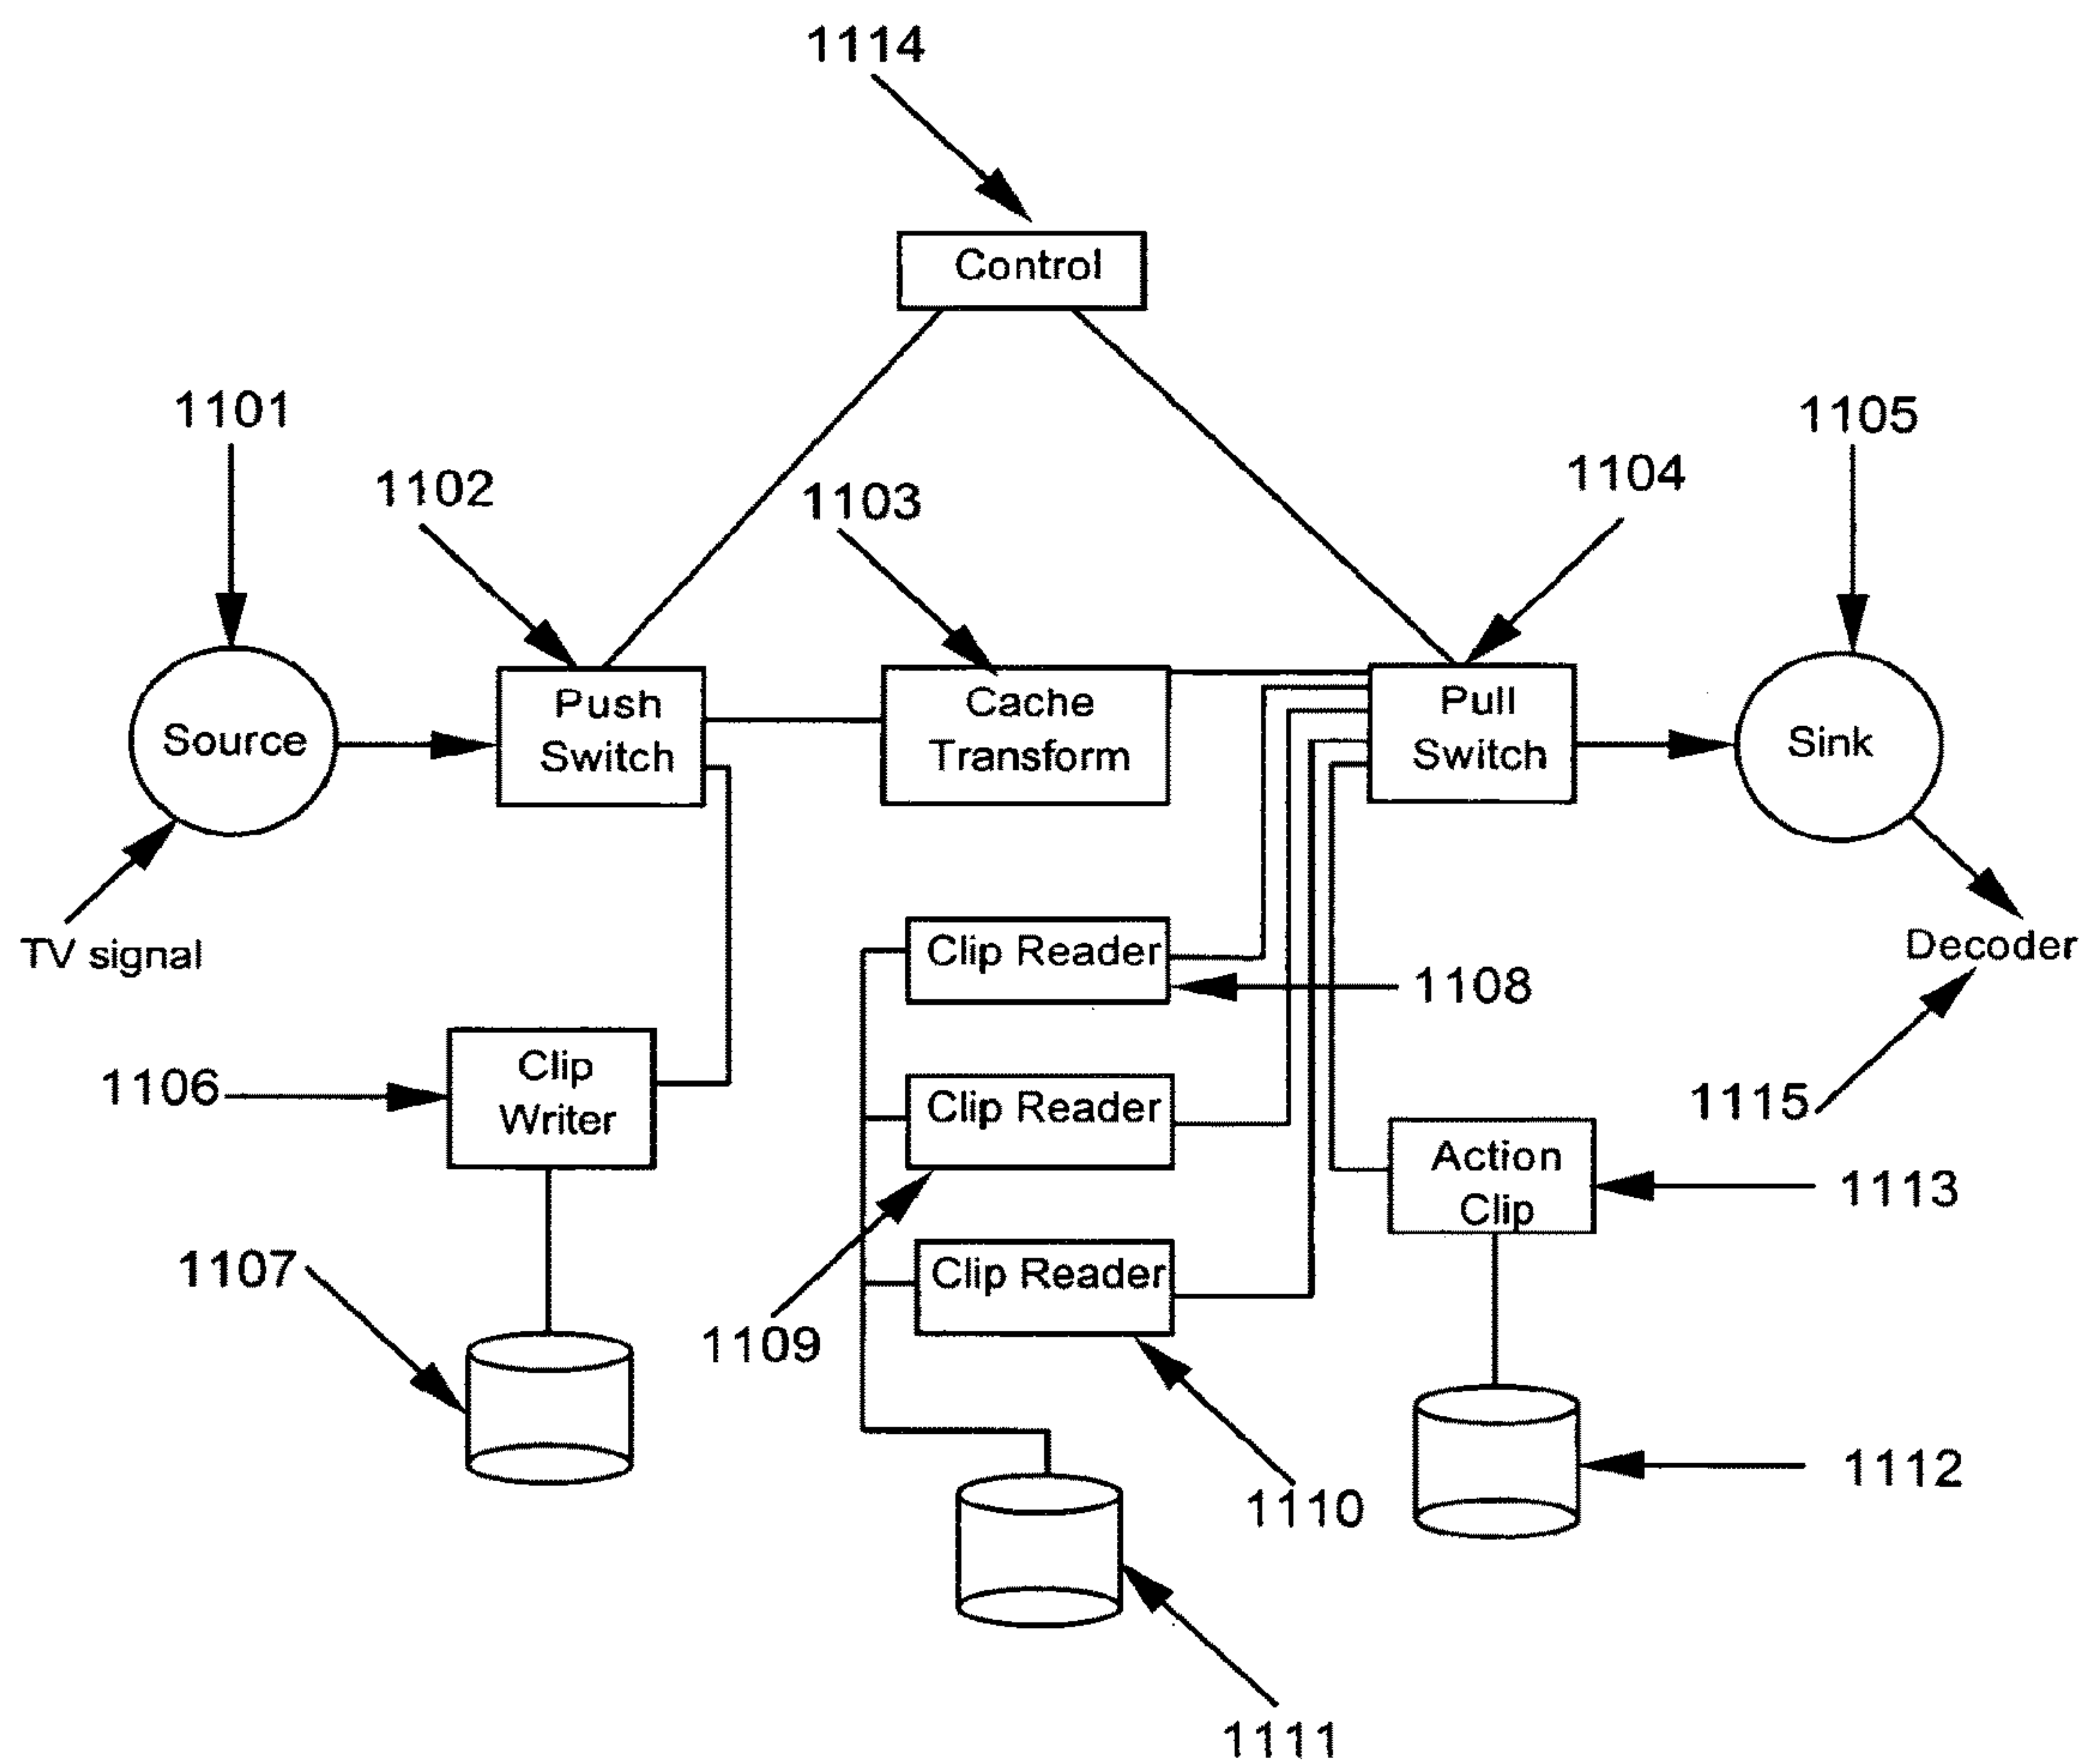 1114
Control
1101
1105
1102
1103
1104
Source
Push
Switch
Cache
Transform
Pull
Switch
Sink
TV signal
Decoder
Clip Reader
1108
1106
Clip
Writer
Clip Reader
1115
Action
Clip
1113
1107
Clip Reader
1109
1110
1112
1111